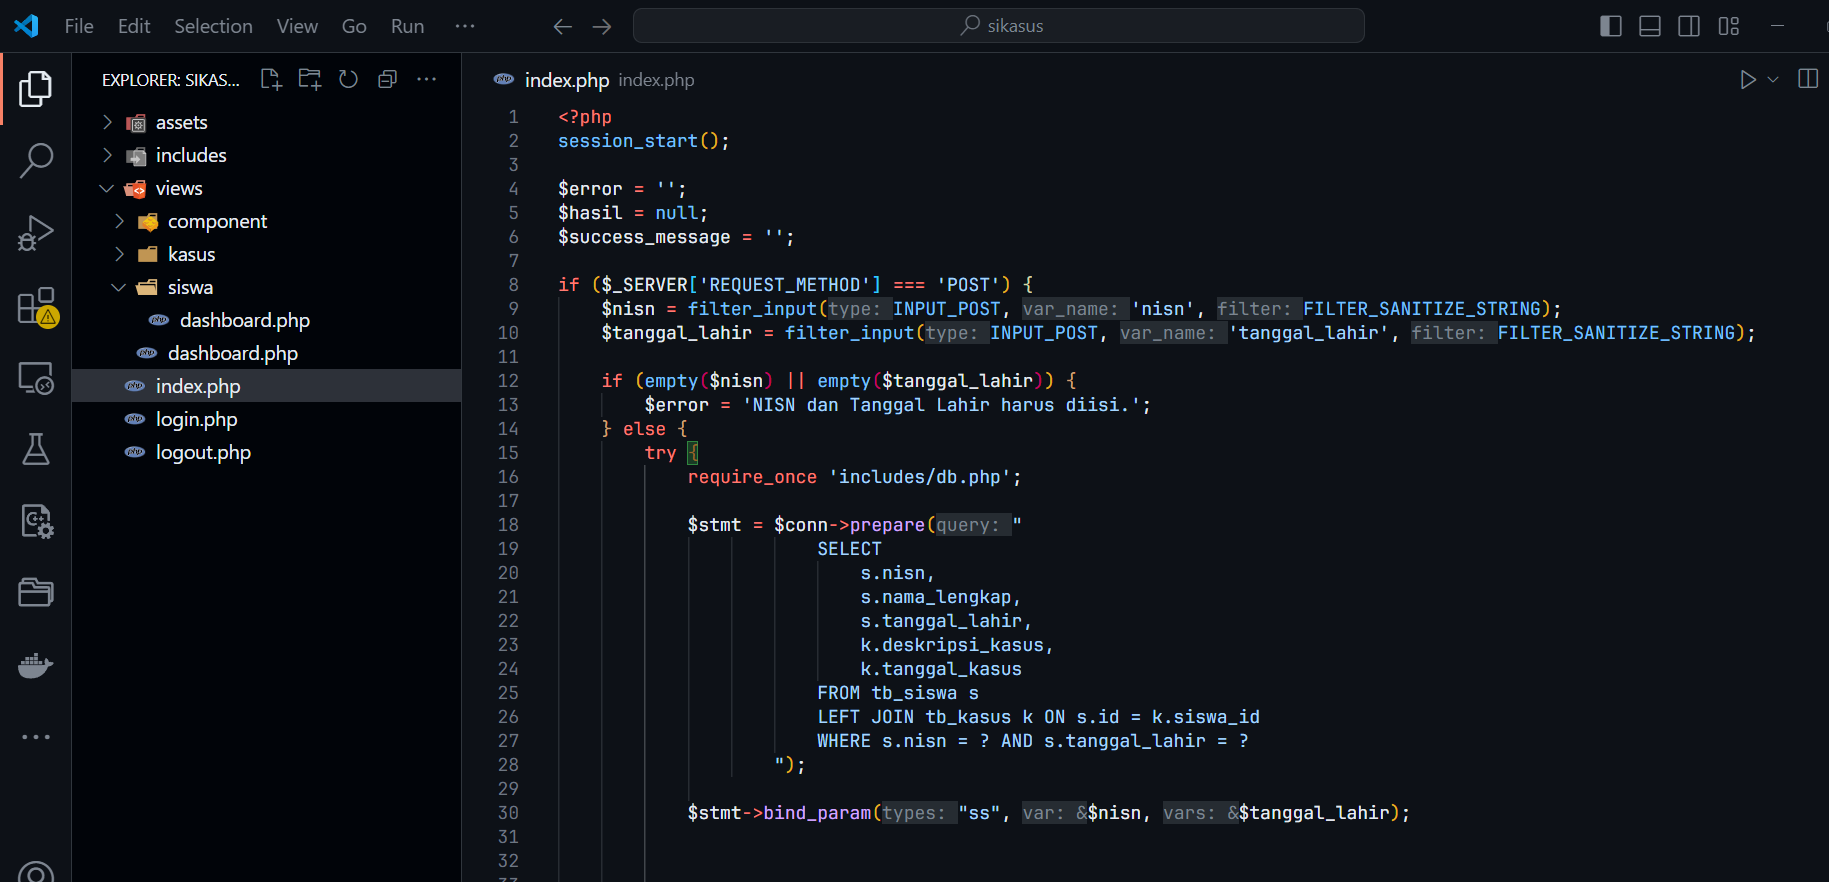 File Edit Selection View Go Run ···
sikasus
EXPLORER: SIKAS...
assets
includes
views
component
kasus
siswa
dashboard.php
dashboard.php
index.php
login.php
logout.php
index.php index.php
1 <?php
2 session_start();
3
4 $error = '';
5 $hasil = null;
6 $success_message = '';
7
8 if ($_SERVER['REQUEST_METHOD'] === 'POST') {
9 $nisn = filter_input(type: INPUT_POST, var_name: 'nisn', filter: FILTER_SANITIZE_STRING);
10 $tanggal_lahir = filter_input(type: INPUT_POST, var_name: 'tanggal_lahir', filter: FILTER_SANITIZE_STRING);
11
12 if (empty($nisn) || empty($tanggal_lahir)) {
13 $error = 'NISN dan Tanggal Lahir harus diisi.';
14 } else {
15 try {
16 require_once 'includes/db.php';
17
18 $stmt = $conn->prepare(query: "
19 SELECT
20 s.nisn,
21 s.nama_lengkap,
22 s.tanggal_lahir,
23 k.deskripsi_kasus,
24 k.tanggal_kasus
25 FROM tb_siswa s
26 LEFT JOIN tb_kasus k ON s.id = k.siswa_id
27 WHERE s.nisn = ? AND s.tanggal_lahir = ?
28 ");
29
30 $stmt->bind_param(types: "ss", var: &$nisn, vars: &$tanggal_lahir);
31
32